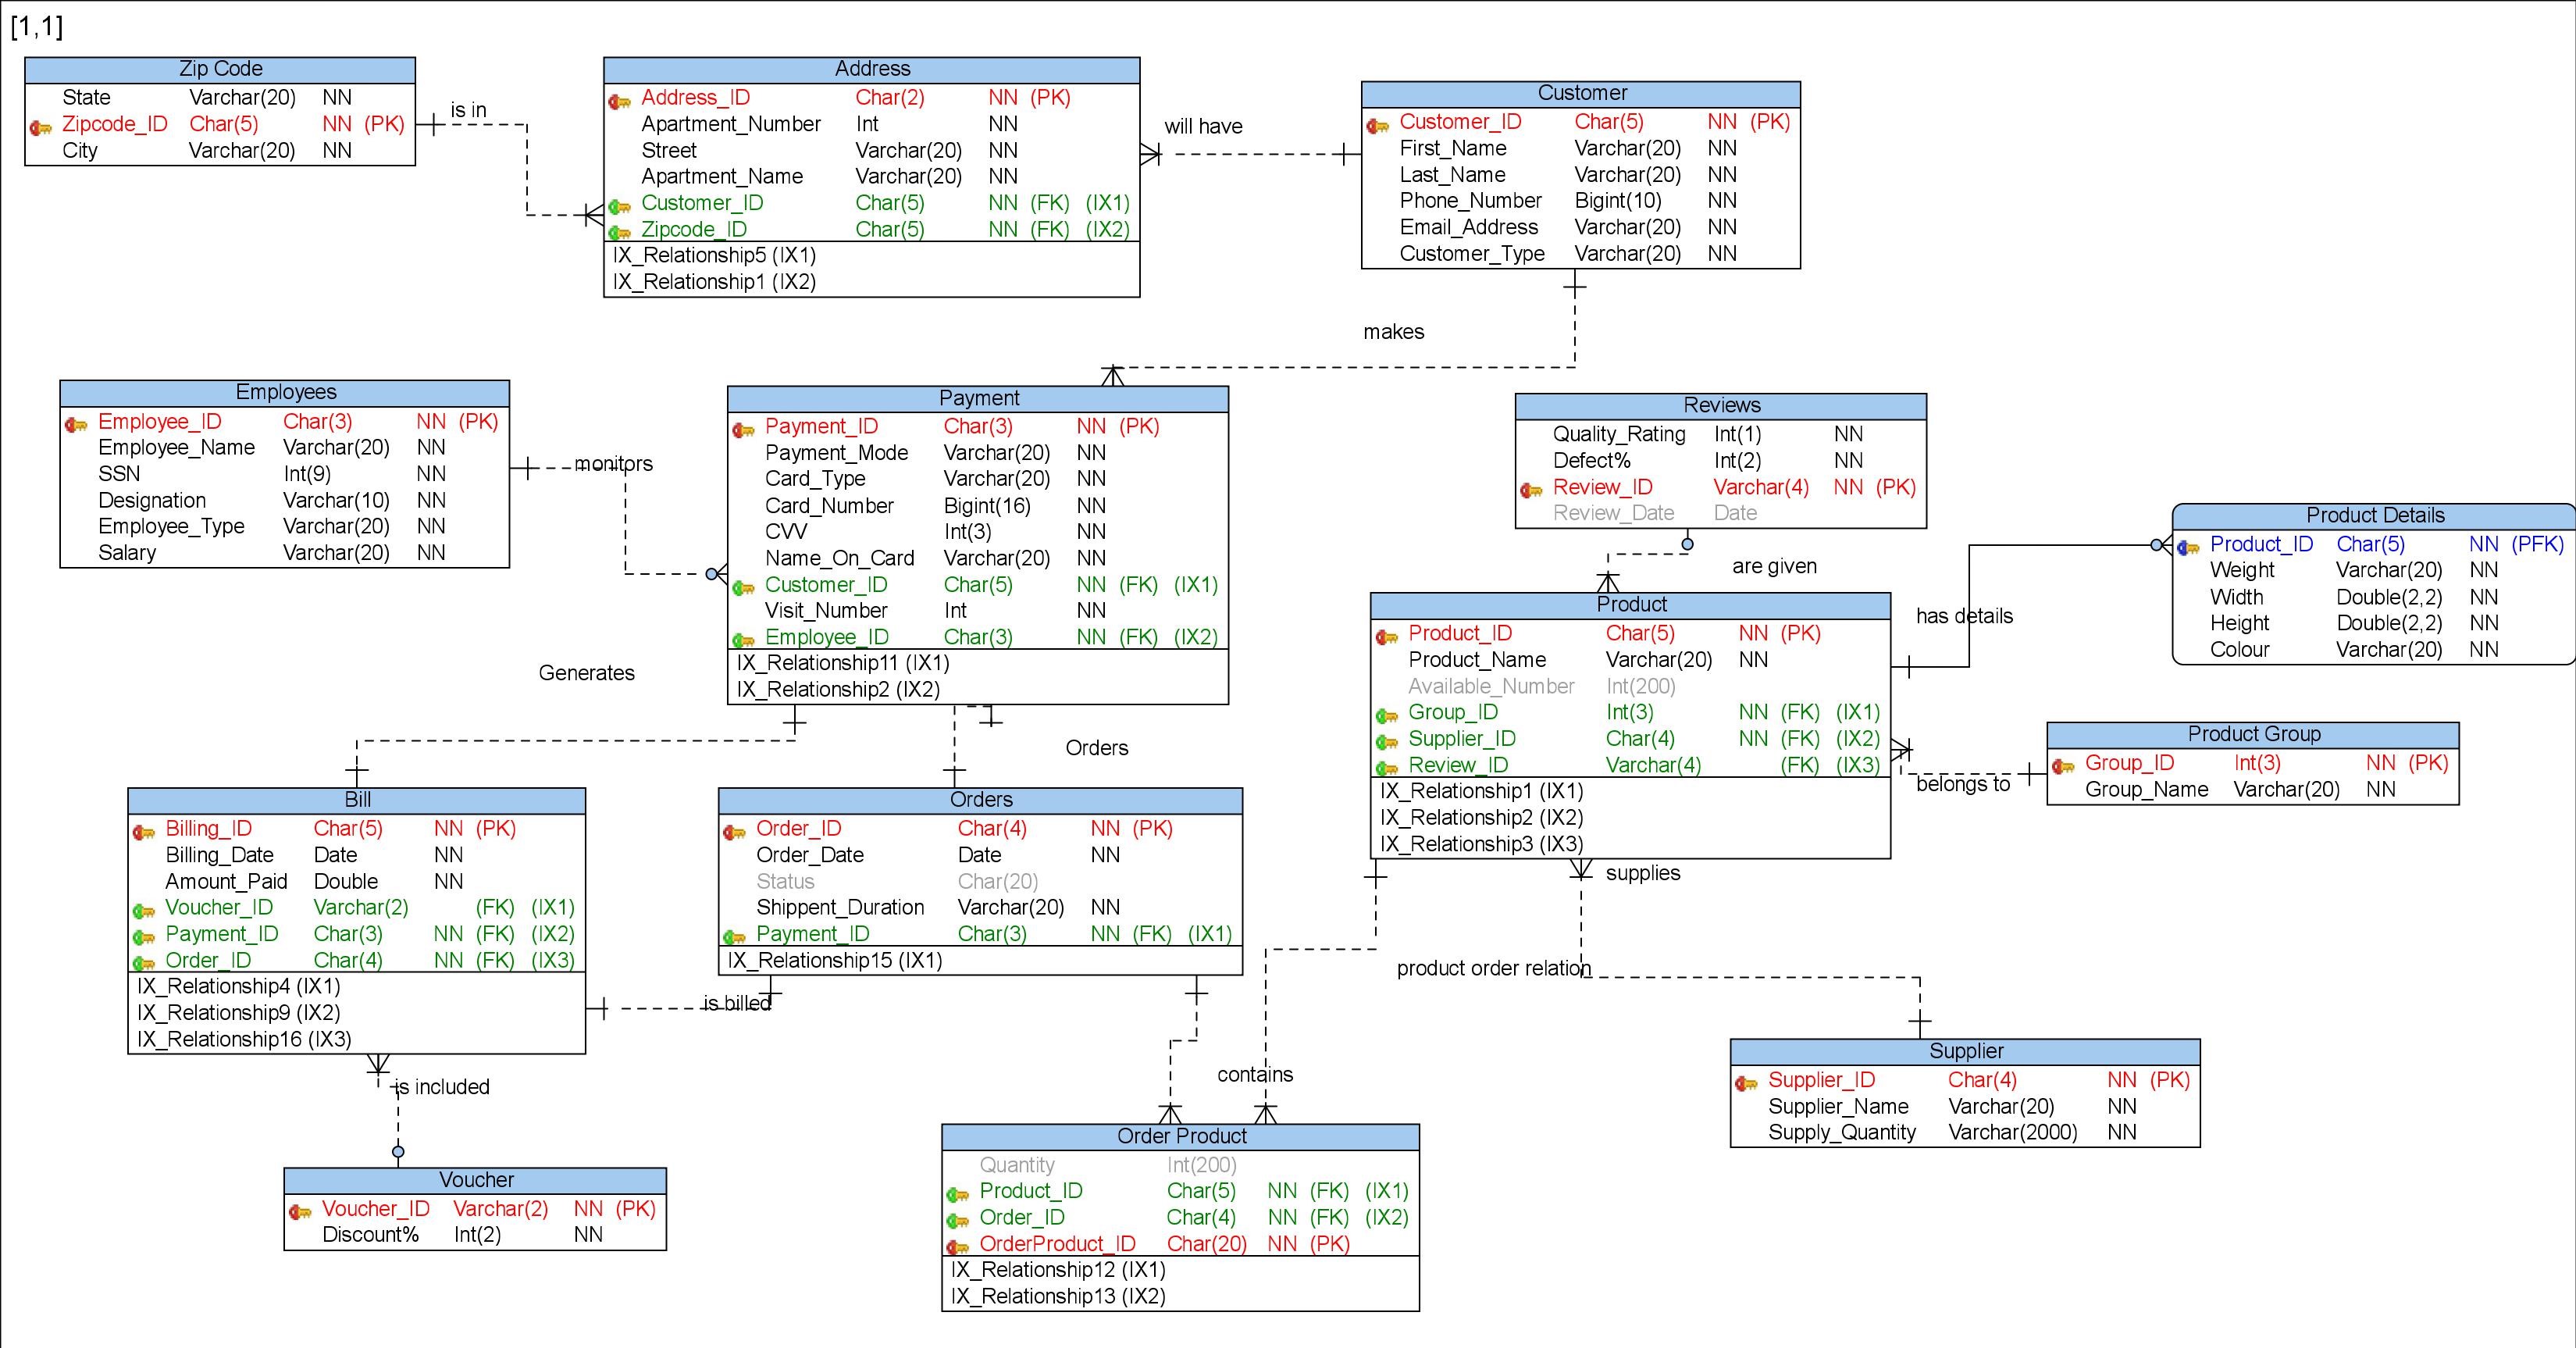 [1,1]
Zip Code
State Varchar(20) NN
Zipcode_ID Char(5) NN (PK)
City Varchar(20) NN
is in
Address
Address_ID Char(2) NN (PK)
Apartment_Number Int NN
Street Varchar(20) NN
Apartment_Name Varchar(20) NN
Customer_ID Char(5) NN (FK) (IX1)
Zipcode_ID Char(5) NN (FK) (IX2)
IX_Relationship5 (IX1)
IX_Relationship1 (IX2)
will have
Customer
Customer_ID Char(5) NN (PK)
First_Name Varchar(20) NN
Last_Name Varchar(20) NN
Phone_Number Bigint(10) NN
Email_Address Varchar(20) NN
Customer_Type Varchar(20) NN
makes
Employees
Employee_ID Char(3) NN (PK)
Employee_Name Varchar(20) NN
SSN Int(9) NN
Designation Varchar(10) NN
Employee_Type Varchar(20) NN
Salary Varchar(20) NN
monitors
Payment
Payment_ID Char(3) NN (PK)
Payment_Mode Varchar(20) NN
Card_Type Varchar(20) NN
Card_Number Bigint(16) NN
CVV Int(3) NN
Name_On_Card Varchar(20) NN
Customer_ID Char(5) NN (FK) (IX1)
Visit_Number Int NN
Employee_ID Char(3) NN (FK) (IX2)
IX_Relationship11 (IX1)
IX_Relationship2 (IX2)
Reviews
Quality_Rating Int(1) NN
Defect% Int(2) NN
Review_ID Varchar(4) NN (PK)
Review_Date Date
are given
Product Details
Product_ID Char(5) NN (PFK)
Weight Varchar(20) NN
Width Double(2,2) NN
Height Double(2,2) NN
Colour Varchar(20) NN
has details
Product
Product_ID Char(5) NN (PK)
Product_Name Varchar(20) NN
Available_Number Int(200)
Group_ID Int(3) NN (FK) (IX1)
Supplier_ID Char(4) NN (FK) (IX2)
Review_ID Varchar(4) (FK) (IX3)
IX_Relationship1 (IX1)
IX_Relationship2 (IX2)
IX_Relationship3 (IX3)
Product Group
Group_ID Int(3) NN (PK)
Group_Name Varchar(20) NN
belongs to
Generates
Orders
Bill
Billing_ID Char(5) NN (PK)
Billing_Date Date NN
Amount_Paid Double NN
Voucher_ID Varchar(2) (FK) (IX1)
Payment_ID Char(3) NN (FK) (IX2)
Order_ID Char(4) NN (FK) (IX3)
IX_Relationship4 (IX1)
IX_Relationship9 (IX2)
IX_Relationship16 (IX3)
Orders
Order_ID Char(4) NN (PK)
Order_Date Date NN
Status Char(20)
Shippent_Duration Varchar(20) NN
Payment_ID Char(3) NN (FK) (IX1)
IX_Relationship15 (IX1)
is billed
supplies
product order relation
contains
is included
Supplier
Supplier_ID Char(4) NN (PK)
Supplier_Name Varchar(20) NN
Supply_Quantity Varchar(2000) NN
Order Product
Quantity Int(200)
Product_ID Char(5) NN (FK) (IX1)
Order_ID Char(4) NN (FK) (IX2)
OrderProduct_ID Char(20) NN (PK)
IX_Relationship12 (IX1)
IX_Relationship13 (IX2)
Voucher
Voucher_ID Varchar(2) NN (PK)
Discount% Int(2) NN